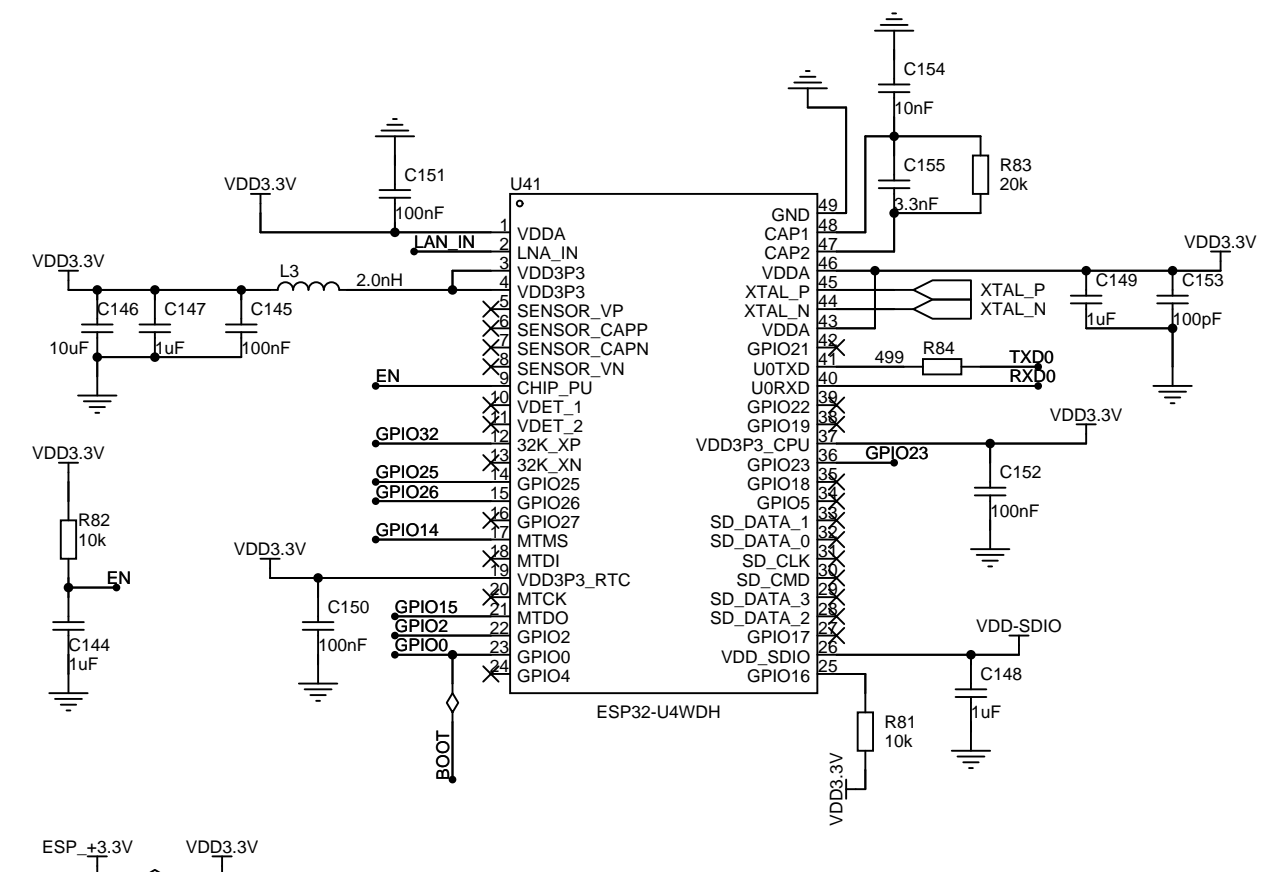 C154
10nF
C151
100nF
VDD3.3V
C155
3.3nF
R83
20k
U41
1 VDDA
LAN_IN 2 LNA_IN
3 VDD3P3
4 VDD3P3
5 SENSOR_VP
6 SENSOR_CAPP
7 SENSOR_CAPN
8 SENSOR_VN
EN 9 CHIP_PU
10 VDET_1
11 VDET_2
GPIO32 12 32K_XP
13 32K_XN
GPIO25 14 GPIO25
GPIO26 15 GPIO26
16 GPIO27
GPIO14 17 MTMS
18 MTDI
19 VDD3P3_RTC
20 MTCK
GPIO15 21 MTDO
GPIO2 22 GPIO2
GPIO0 23 GPIO0
24 GPIO4
GND 49
CAP1 48
CAP2 47
VDDA 46
XTAL_P 45 XTAL_P
XTAL_N 44 XTAL_N
VDDA 43
GPIO21 42
U0TXD 41 499 R84 TXD0
U0RXD 40 RXD0
GPIO22 39
GPIO19 38
VDD3P3_CPU 37
GPIO23 36 GPIO23
GPIO18 35
GPIO5 34
SD_DATA_1 33
SD_DATA_0 32
SD_CLK 31
SD_CMD 30
SD_DATA_3 29
SD_DATA_2 28
GPIO17 27
VDD_SDIO 26
GPIO16 25
ESP32-U4WDH
VDD3.3V
L3 2.0nH
C146
10uF
C147
1uF
C145
100nF
VDD3.3V
C149
1uF
C153
100pF
VDD3.3V
C152
100nF
VDD3.3V
R82
10k
EN
C144
1uF
VDD3.3V
C150
100nF
BOOT
VDD-SDIO
C148
1uF
R81
10k
VDD3.3V
ESP_+3.3V
VDD3.3V